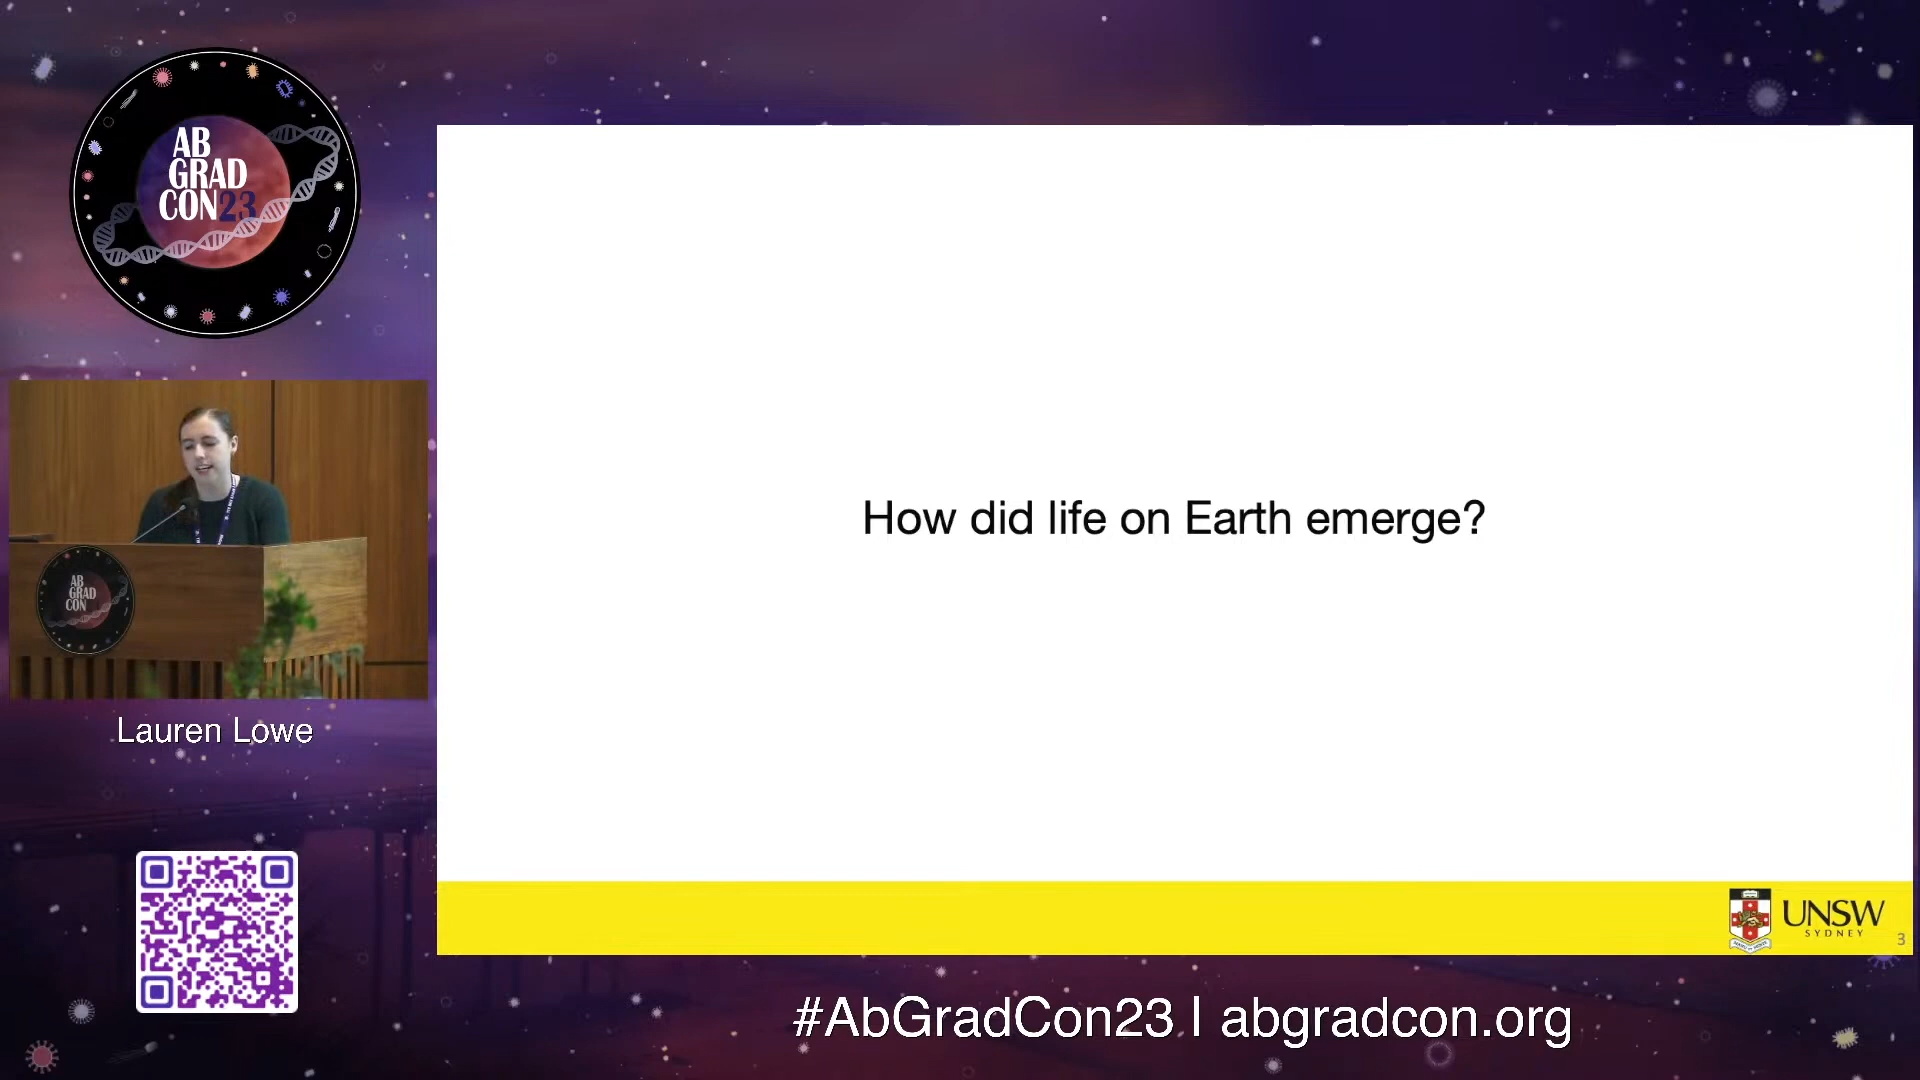 AB
GRAD
CON23
How did life on Earth emerge?
AB
GRAD
CON
Lauren Lowe
UNSW
SYDNEY
3
#AbGradCon23 | abgradcon.org